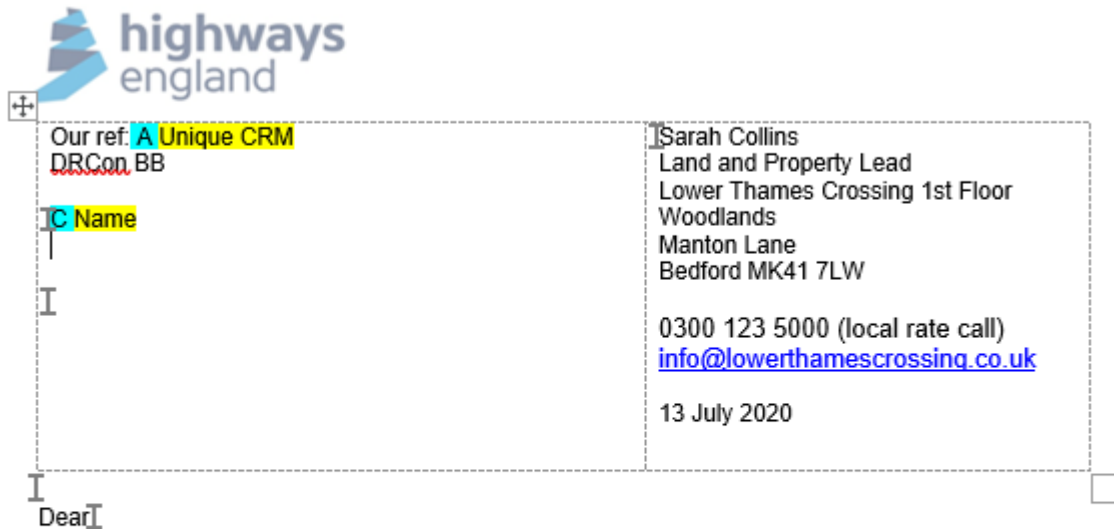 highways
england
Our ref: A Unique CRM
DRCon BB
C Name
Sarah Collins
Land and Property Lead
Lower Thames Crossing 1st Floor
Woodlands
Manton Lane
Bedford MK41 7LW
0300 123 5000 (local rate call)
info@lowerthamescrossing.co.uk
13 July 2020
Dear